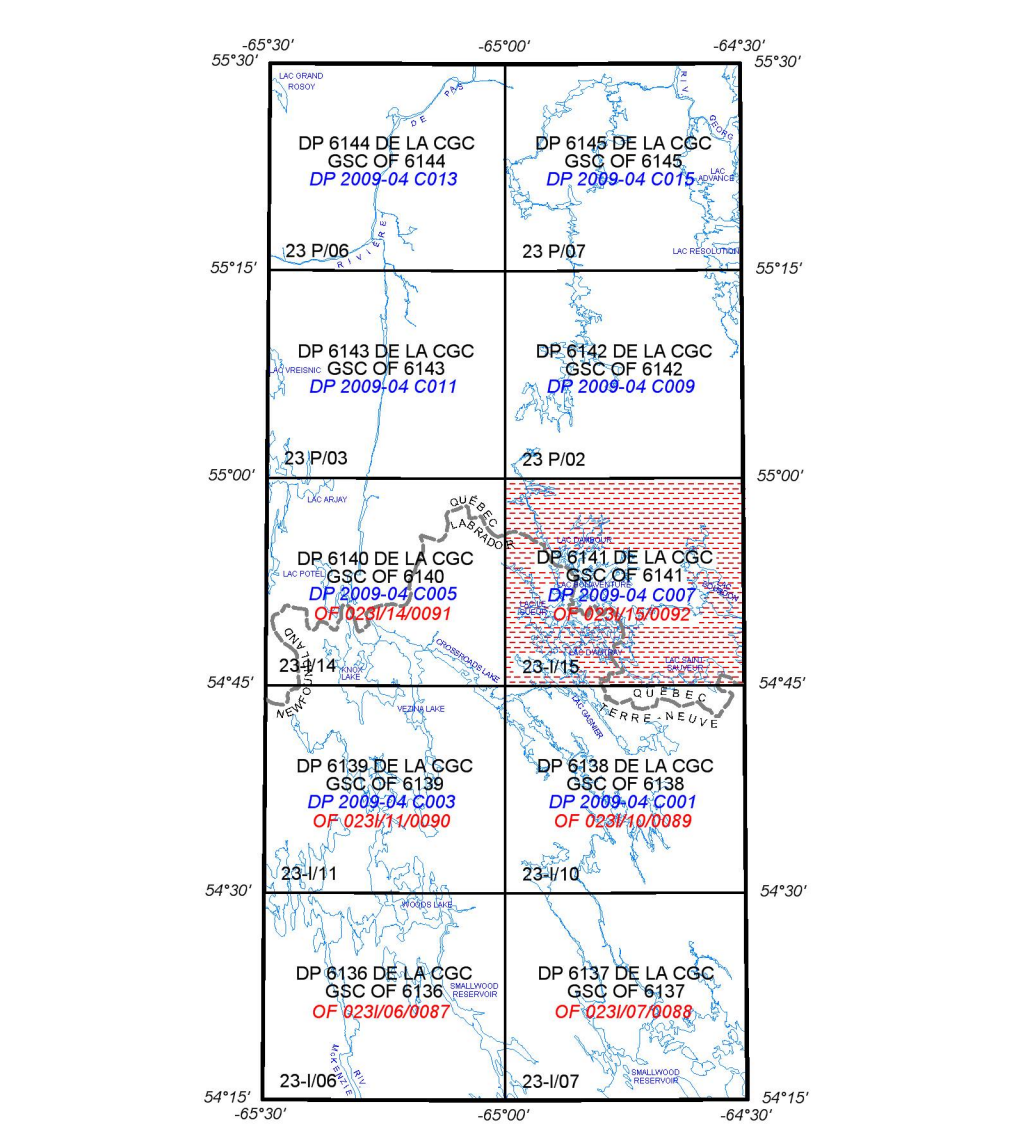 -65°30'
-65°00'
-64°30'
55°30'
55°30'
LAC GRAND
ROSOY
DE PAS
RIV
GEORG
DP 6144 DE LA CGC
GSC OF 6144
DP 2009-04 C013
DP 6145 DE LA CGC
GSC OF 6145
DP 2009-04 C015
LAC
ADVANCE
RIVIÈRE
23 P/06
23 P/07
LAC RESOLUTION
55°15'
55°15'
DP 6143 DE LA CGC
GSC OF 6143
DP 2009-04 C011
DP 6142 DE LA CGC
GSC OF 6142
DP 2009-04 C009
LAC VREISNIC
23 P/03
23 P/02
55°00'
55°00'
LAC ARJAY
QUÉBEC
LABRADOR
DP 6140 DE LA CGC
GSC OF 6140
DP 2009-04 C005
OF 023I/14/0091
LAC POTEL
DP 6141 DE LA CGC
GSC OF 6141
DP 2009-04 C007
OF 023I/15/0092
LAC BONAVENTURE
CROSSROADS LAKE
KNOX
LAKE
NEWFOUNDLAND
23-I/14
23-I/15
LAC SAINT-
SAUVEUR
54°45'
54°45'
QUÉBEC
TERRE-NEUVE
VEZINA LAKE
LAC GASNIER
DP 6139 DE LA CGC
GSC OF 6139
DP 2009-04 C003
OF 023I/11/0090
DP 6138 DE LA CGC
GSC OF 6138
DP 2009-04 C001
OF 023I/10/0089
23-I/11
23-I/10
54°30'
54°30'
WOODS LAKE
DP 6136 DE LA CGC
GSC OF 6136
OF 023I/06/0087
SMALLWOOD
RESERVOIR
DP 6137 DE LA CGC
GSC OF 6137
OF 023I/07/0088
McKENZIE
RIV
23-I/06
23-I/07
SMALLWOOD
RESERVOIR
54°15'
54°15'
-65°30'
-65°00'
-64°30'